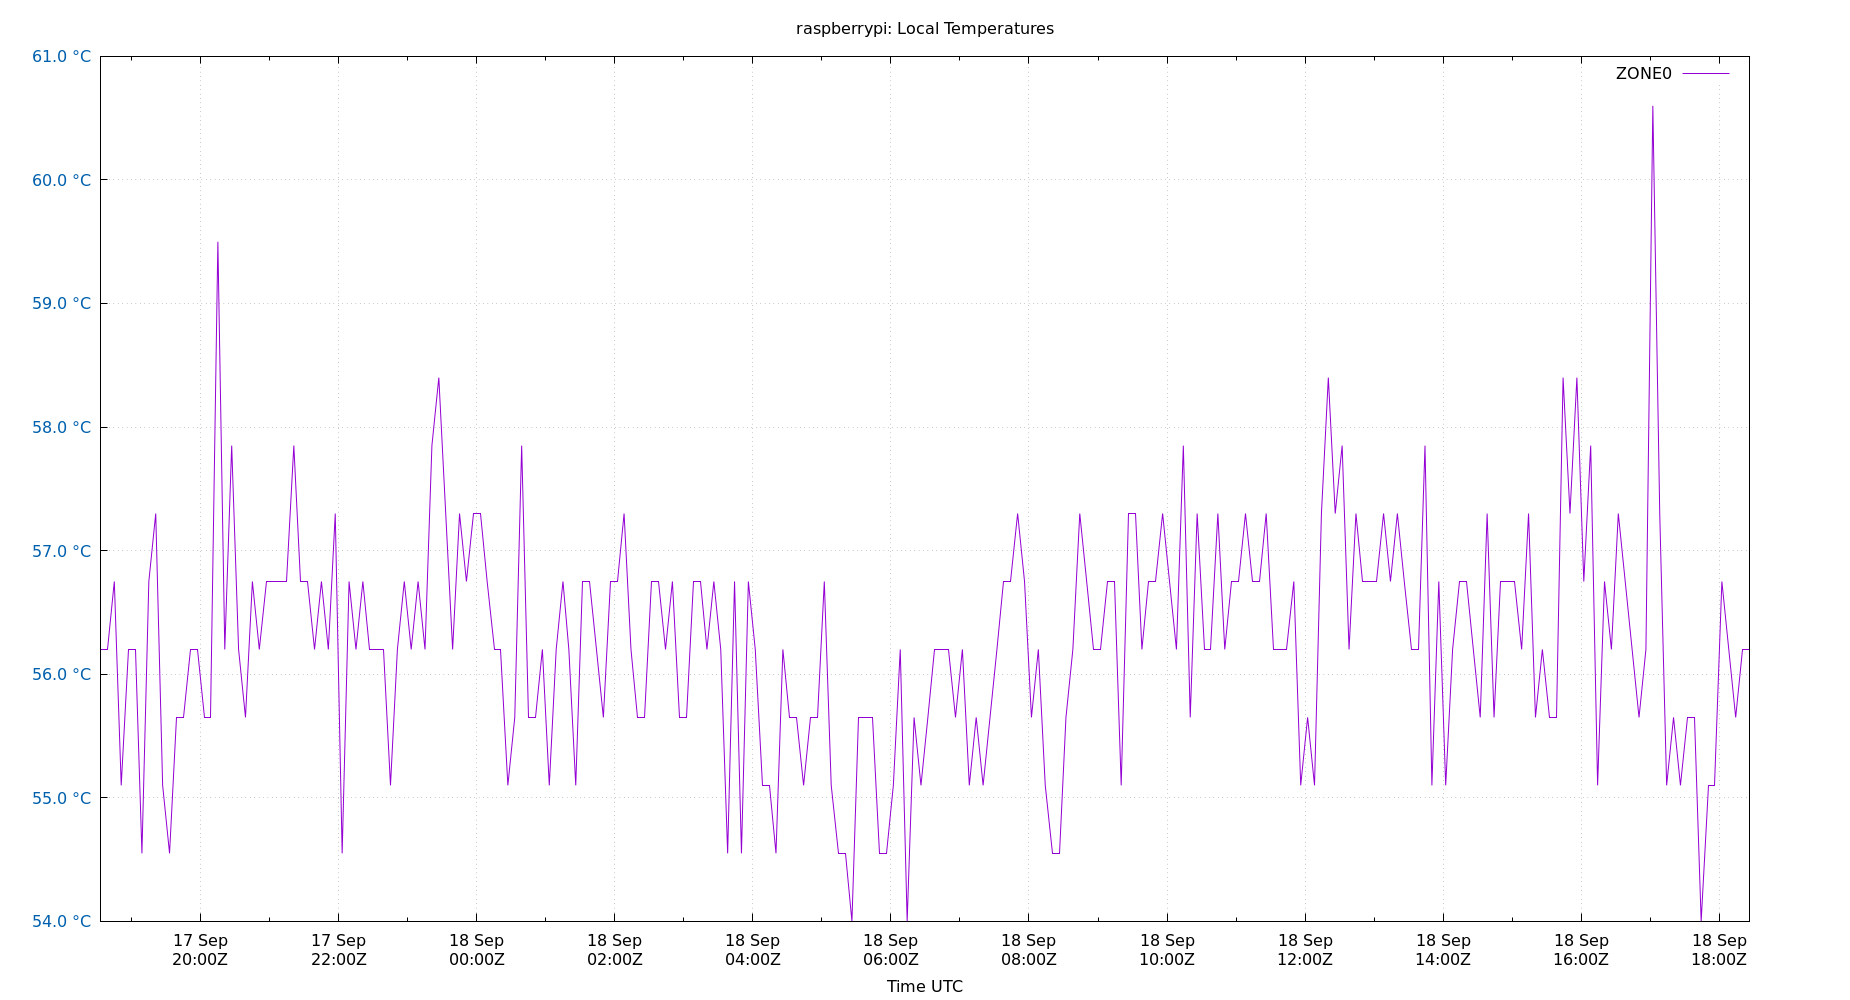 raspberrypi: Local Temperatures
61.0 °C
60.0 °C
59.0 °C
58.0 °C
57.0 °C
56.0 °C
55.0 °C
54.0 °C
ZONE0
17 Sep 17 Sep 18 Sep 18 Sep 18 Sep 18 Sep 18 Sep 18 Sep 18 Sep 18 Sep 18 Sep 18 Sep
20:00Z 22:00Z 00:00Z 02:00Z 04:00Z 06:00Z 08:00Z 10:00Z 12:00Z 14:00Z 16:00Z 18:00Z
Time UTC